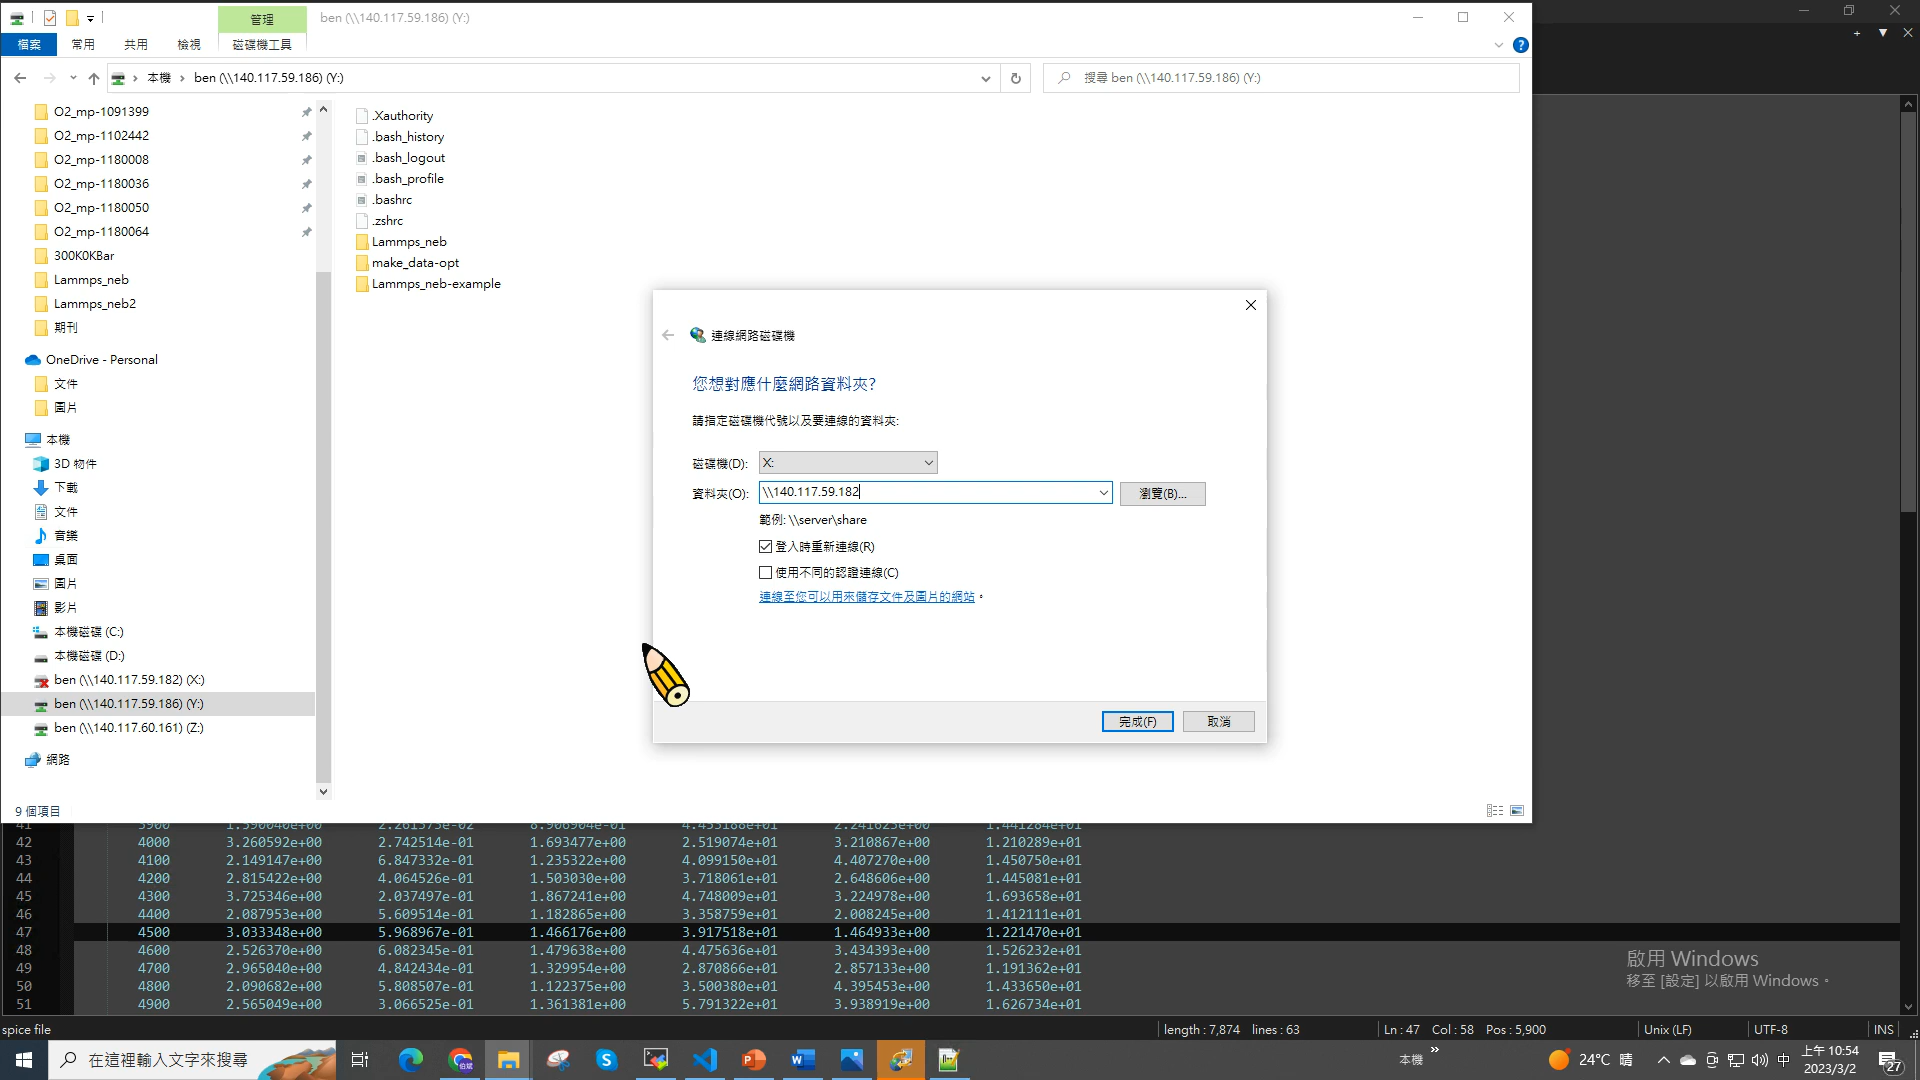 管理
ben (\\140.117.59.186) (Y:)
檔案
常用
共用
檢視
磁碟機工具
本機 › ben (\\140.117.59.186) (Y:)
搜尋 ben (\\140.117.59.186) (Y:)
O2_mp-1091399
O2_mp-1102442
O2_mp-1180008
O2_mp-1180036
O2_mp-1180050
O2_mp-1180064
300K0KBar
Lammps_neb
Lammps_neb2
期刊
OneDrive - Personal
文件
圖片
本機
3D 物件
下載
文件
音樂
桌面
圖片
影片
本機磁碟 (C:)
本機磁碟 (D:)
ben (\\140.117.59.182) (X:)
ben (\\140.117.59.186) (Y:)
ben (\\140.117.60.161) (Z:)
網路
9 個項目
.Xauthority
.bash_history
.bash_logout
.bash_profile
.bashrc
.zshrc
Lammps_neb
make_data-opt
Lammps_neb-example
連線網路磁碟機
您想對應什麼網路資料夾?
請指定磁碟機代號以及要連線的資料夾:
磁碟機(D): X:
資料夾(O): \\140.117.59.182 瀏覽(B)...
範例: \\server\share
登入時重新連線(R)
使用不同的認證連線(C)
連線至您可以用來儲存文件及圖片的網站。
完成(F) 取消
42 4000 3.260592e+00 2.742514e-01 1.693477e+00 2.519074e+01 3.210867e+00 1.210289e+01
43 4100 2.149147e+00 6.847332e-01 1.235322e+00 4.099150e+01 4.407270e+00 1.450750e+01
44 4200 2.815422e+00 4.064526e-01 1.503030e+00 3.718061e+01 2.648606e+00 1.445081e+01
45 4300 3.725346e+00 2.037497e-01 1.867241e+00 4.748009e+01 3.224978e+00 1.693658e+01
46 4400 2.087953e+00 5.609514e-01 1.182865e+00 3.358759e+01 2.008245e+00 1.412111e+01
47 4500 3.033348e+00 5.968967e-01 1.466176e+00 3.917518e+01 1.464933e+00 1.221470e+01
48 4600 2.526370e+00 6.082345e-01 1.479638e+00 4.475636e+01 3.434393e+00 1.526232e+01
49 4700 2.965040e+00 4.842434e-01 1.329954e+00 2.870866e+01 2.857133e+00 1.191362e+01
50 4800 2.090682e+00 5.808507e-01 1.122375e+00 3.500380e+01 4.395453e+00 1.433650e+01
51 4900 2.565049e+00 3.066525e-01 1.361381e+00 5.791322e+01 3.938919e+00 1.626734e+01
啟用 Windows
移至 [設定] 以啟用 Windows。
spice file
length : 7,874 lines : 63
Ln : 47 Col : 58 Pos : 5,900
Unix (LF)
UTF-8
INS
在這裡輸入文字來搜尋
本機
24°C 晴
中
上午 10:54
2023/3/2
27